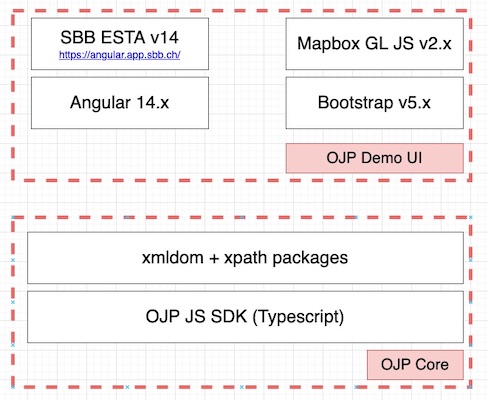 SBB ESTA v14
https://angular.app.sbb.ch/
Mapbox GL JS v2.x
Angular 14.x
Bootstrap v5.x
OJP Demo UI
xmldom + xpath packages
OJP JS SDK (Typescript)
OJP Core